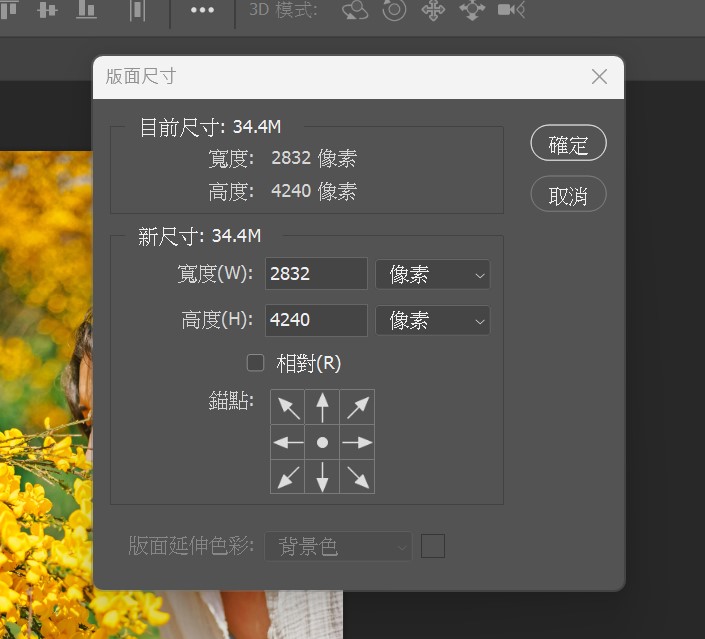 3D 模式:
版面尺寸
目前尺寸: 34.4M
寬度: 2832 像素
高度: 4240 像素
確定
取消
新尺寸: 34.4M
寬度(W): 2832 像素
高度(H): 4240 像素
相對(R)
錨點:
版面延伸色彩: 背景色